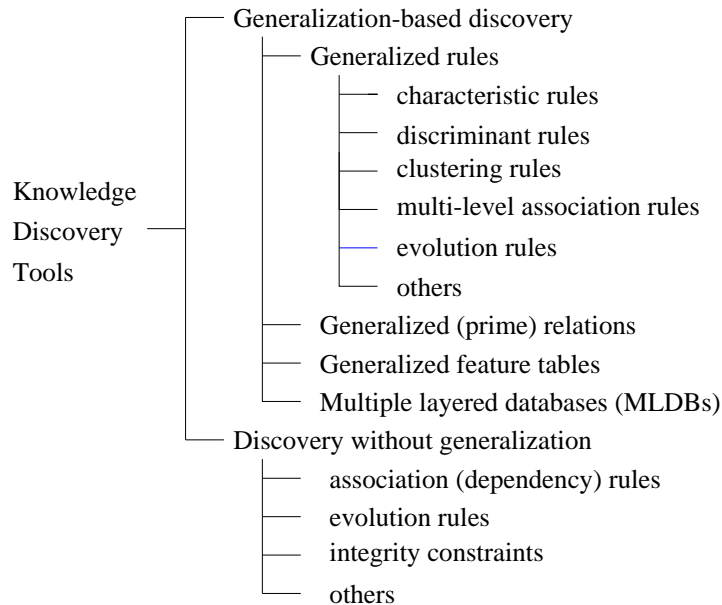 Generalization-based discovery
Generalized rules
characteristic rules
discriminant rules
clustering rules
multi-level association rules
evolution rules
others
Knowledge
Discovery
Tools
Generalized (prime) relations
Generalized feature tables
Multiple layered databases (MLDBs)
Discovery without generalization
association (dependency) rules
evolution rules
integrity constraints
others